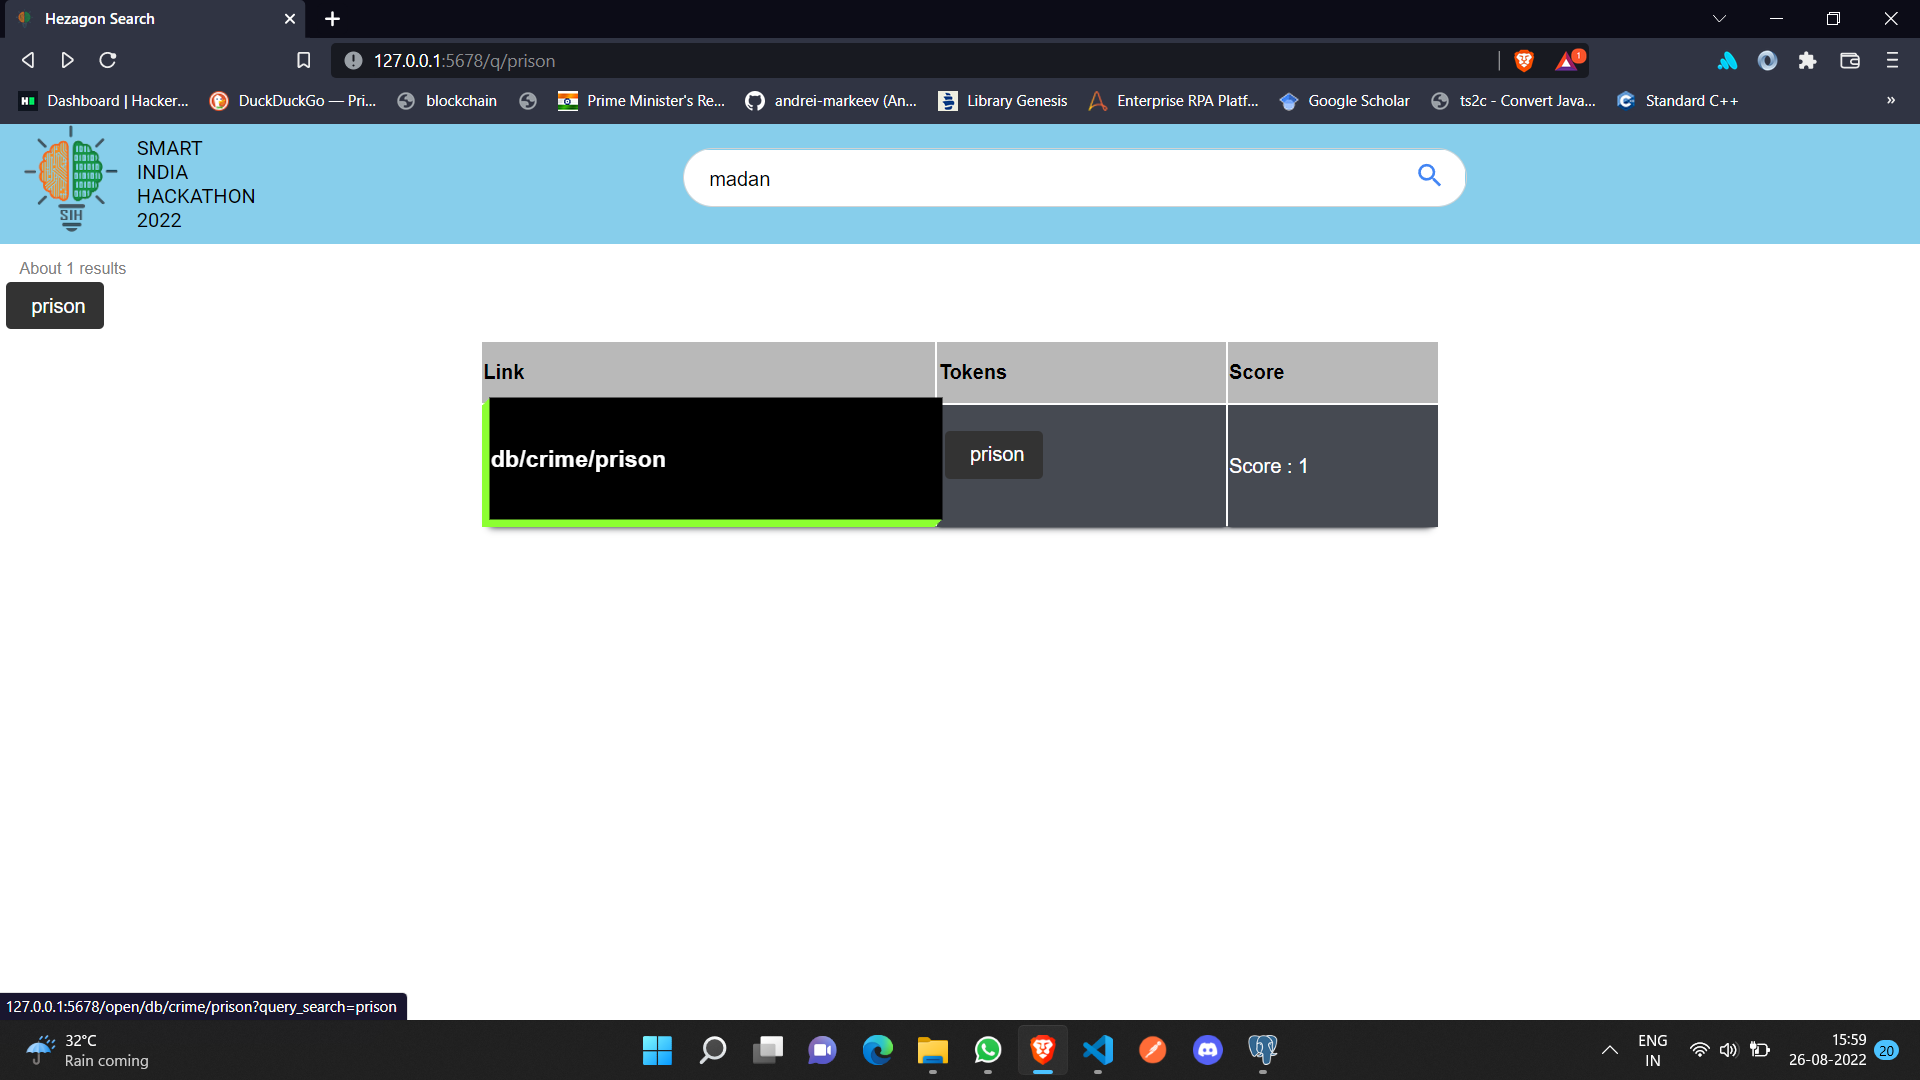 Hezagon Search
127.0.0.1:5678/q/prison
1
Dashboard | Hacker...
DuckDuckGo — Pri...
blockchain
Prime Minister's Re...
andrei-markeev (An...
Library Genesis
Enterprise RPA Platf...
Google Scholar
ts2c - Convert Java...
Standard C++
»
SIH
SMART
INDIA
HACKATHON
2022
madan
About 1 results
prison
Link Tokens Score
db/crime/prison prison Score : 1
127.0.0.1:5678/open/db/crime/prison?query_search=prison
32°C
Rain coming
ENG
IN
15:59
26-08-2022
20